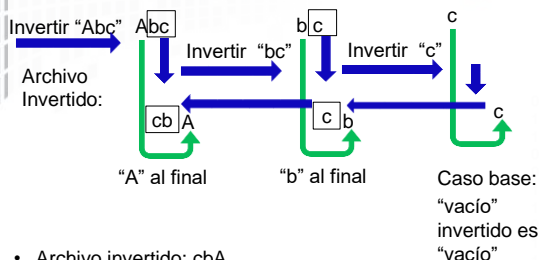 Invertir “Abc”
Abc
Invertir “bc”
bc
Invertir “c”
c
Archivo
Invertido:
cb A
c b
c
“A” al final
“b” al final
Caso base:
“vacío”
invertido es
“vacío”
• Archivo invertido: cbA